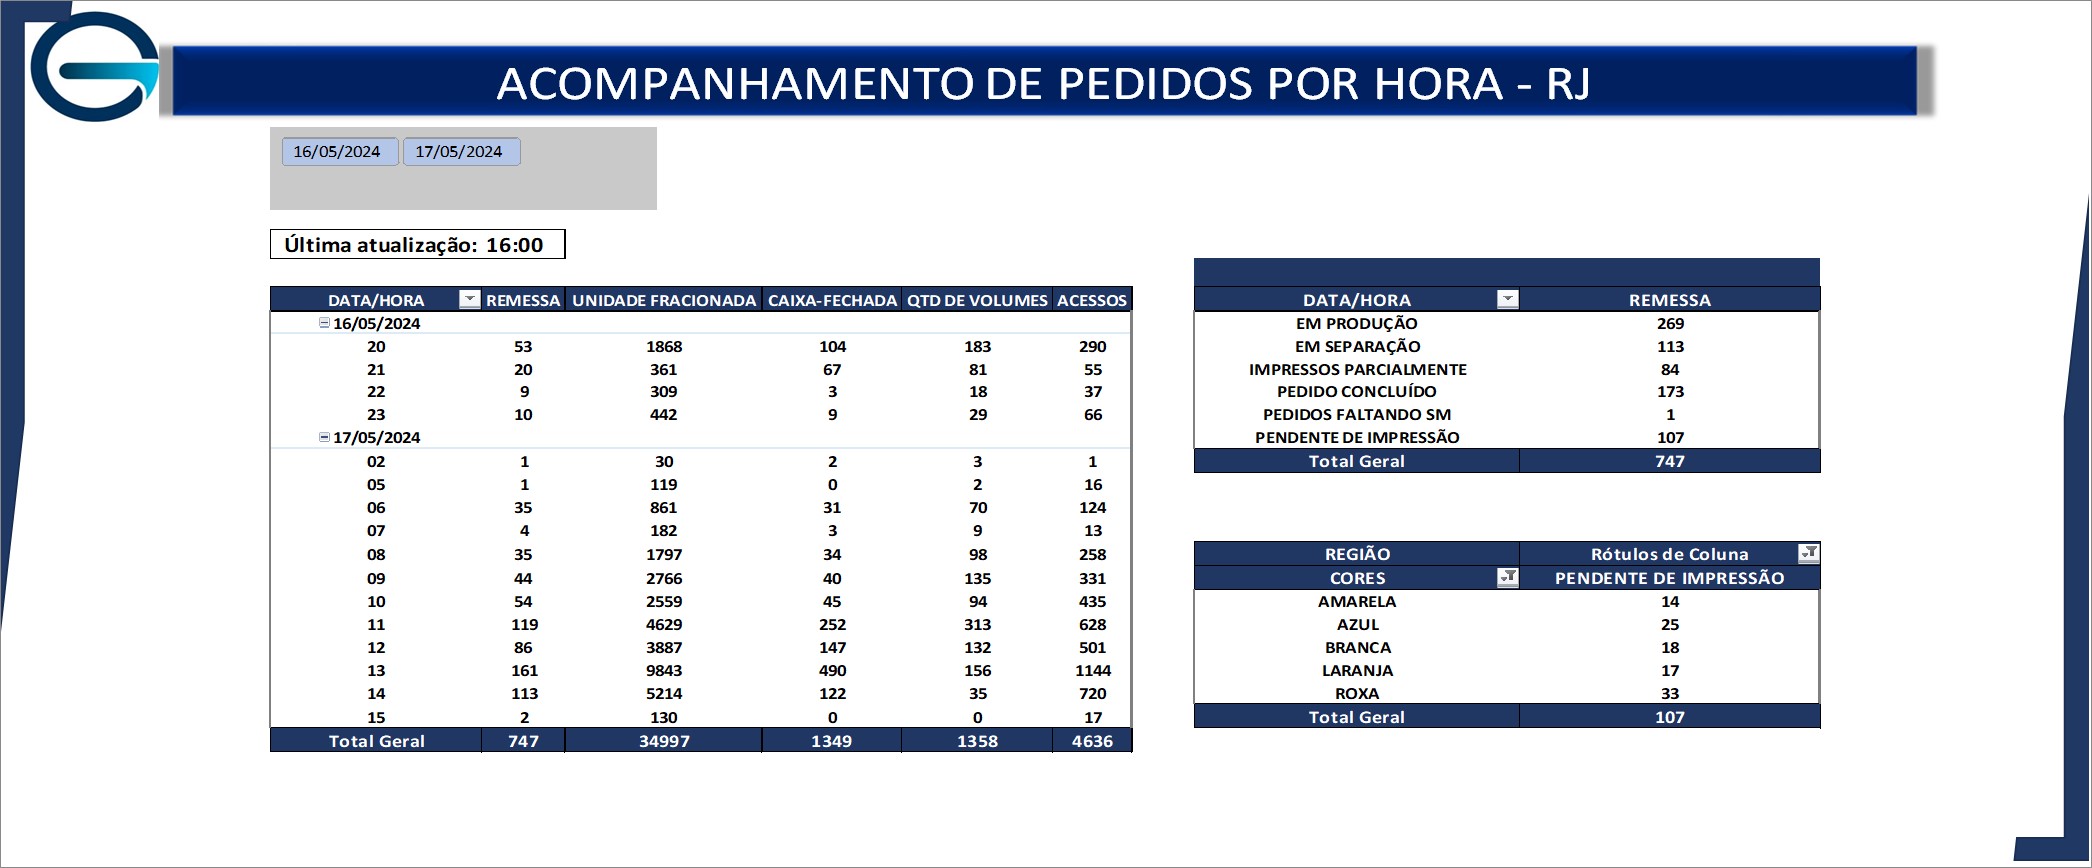 ACOMPANHAMENTO DE PEDIDOS POR HORA - RJ
16/05/2024 17/05/2024
Última atualização: 16:00
DATA/HORA REMESSA UNIDADE FRACIONADA CAIXA-FECHADA QTD DE VOLUMES ACESSOS
16/05/2024
20 53 1868 104 183 290
21 20 361 67 81 55
22 9 309 3 18 37
23 10 442 9 29 66
17/05/2024
02 1 30 2 3 1
05 1 119 0 2 16
06 35 861 31 70 124
07 4 182 3 9 13
08 35 1797 34 98 258
09 44 2766 40 135 331
10 54 2559 45 94 435
11 119 4629 252 313 628
12 86 3887 147 132 501
13 161 9843 490 156 1144
14 113 5214 122 35 720
15 2 130 0 0 17
Total Geral 747 34997 1349 1358 4636
DATA/HORA REMESSA
EM PRODUÇÃO 269
EM SEPARAÇÃO 113
IMPRESSOS PARCIALMENTE 84
PEDIDO CONCLUÍDO 173
PEDIDOS FALTANDO SM 1
PENDENTE DE IMPRESSÃO 107
Total Geral 747
REGIÃO Rótulos de Coluna
CORES PENDENTE DE IMPRESSÃO
AMARELA 14
AZUL 25
BRANCA 18
LARANJA 17
ROXA 33
Total Geral 107